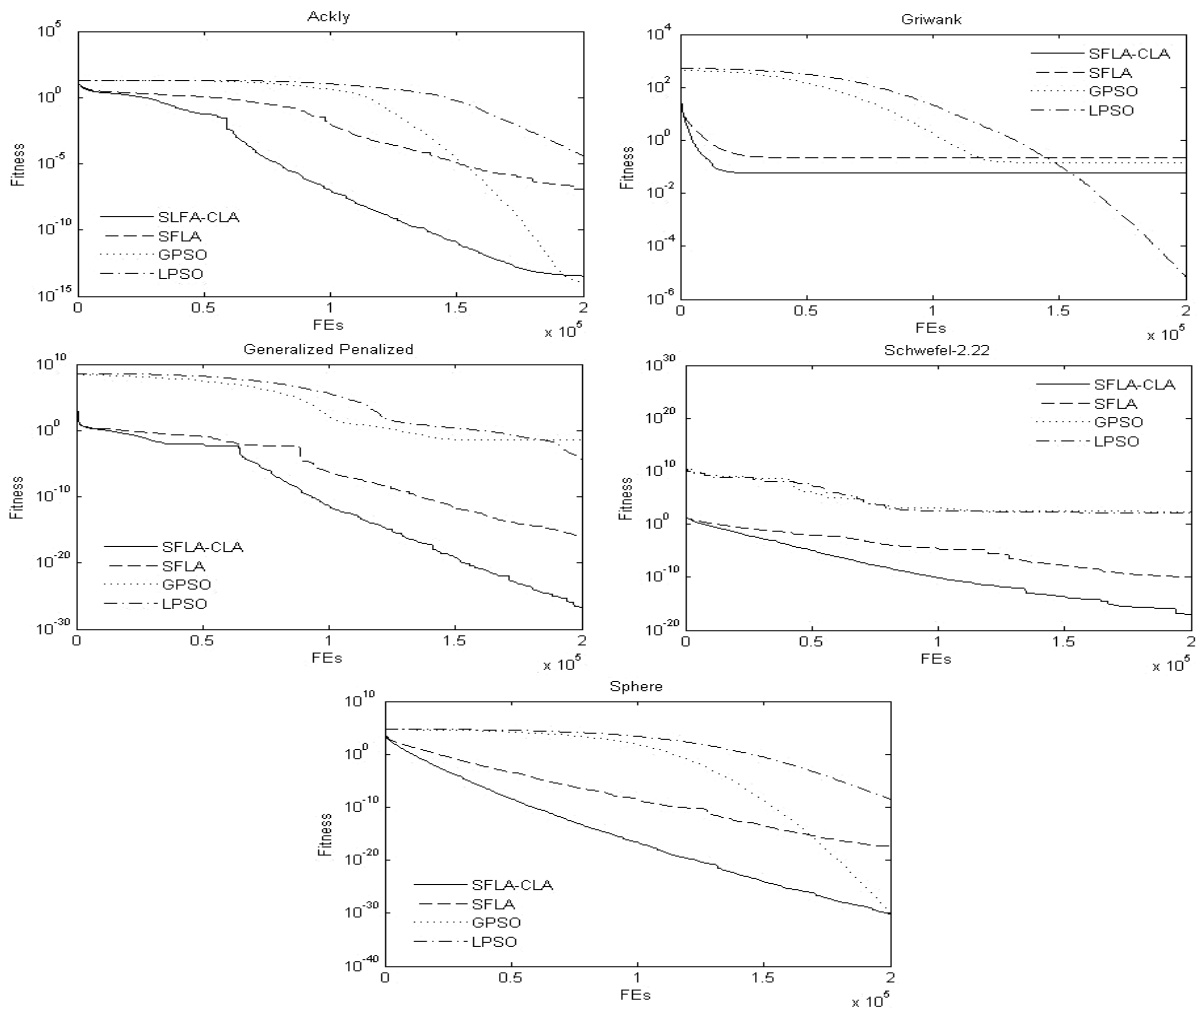 Ackly
10^5
10^0
10^-5
10^-10
10^-15
Fitness
SLFA-CLA
SFLA
GPSO
LPSO
0 0.5 1 1.5 2
FEs
x 10^5
Griwank
10^4
10^2
10^0
10^-2
10^-4
10^-6
Fitness
SFLA-CLA
SFLA
GPSO
LPSO
0 0.5 1 1.5 2
FEs
x 10^5
Generalized Penalized
10^10
10^0
10^-10
10^-20
10^-30
Fitness
SFLA-CLA
SFLA
GPSO
LPSO
0 0.5 1 1.5 2
FEs
x 10^5
Schwefel-2.22
10^30
10^20
10^10
10^0
10^-10
10^-20
Fitness
SFLA-CLA
SFLA
GPSO
LPSO
0 0.5 1 1.5 2
FEs
x 10^5
Sphere
10^10
10^0
10^-10
10^-20
10^-30
10^-40
Fitness
SFLA-CLA
SFLA
GPSO
LPSO
0 0.5 1 1.5 2
FEs
x 10^5